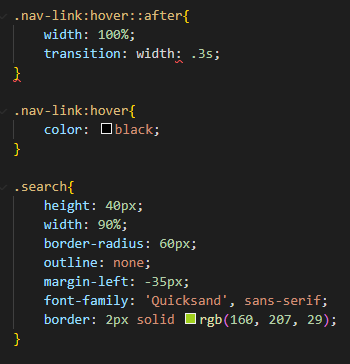 .nav-link:hover::after{
width: 100%;
transition: width: .3s;
}
.nav-link:hover{
color: black;
}
.search{
height: 40px;
width: 90%;
border-radius: 60px;
outline: none;
margin-left: -35px;
font-family: 'Quicksand', sans-serif;
border: 2px solid rgb(160, 207, 29);
}